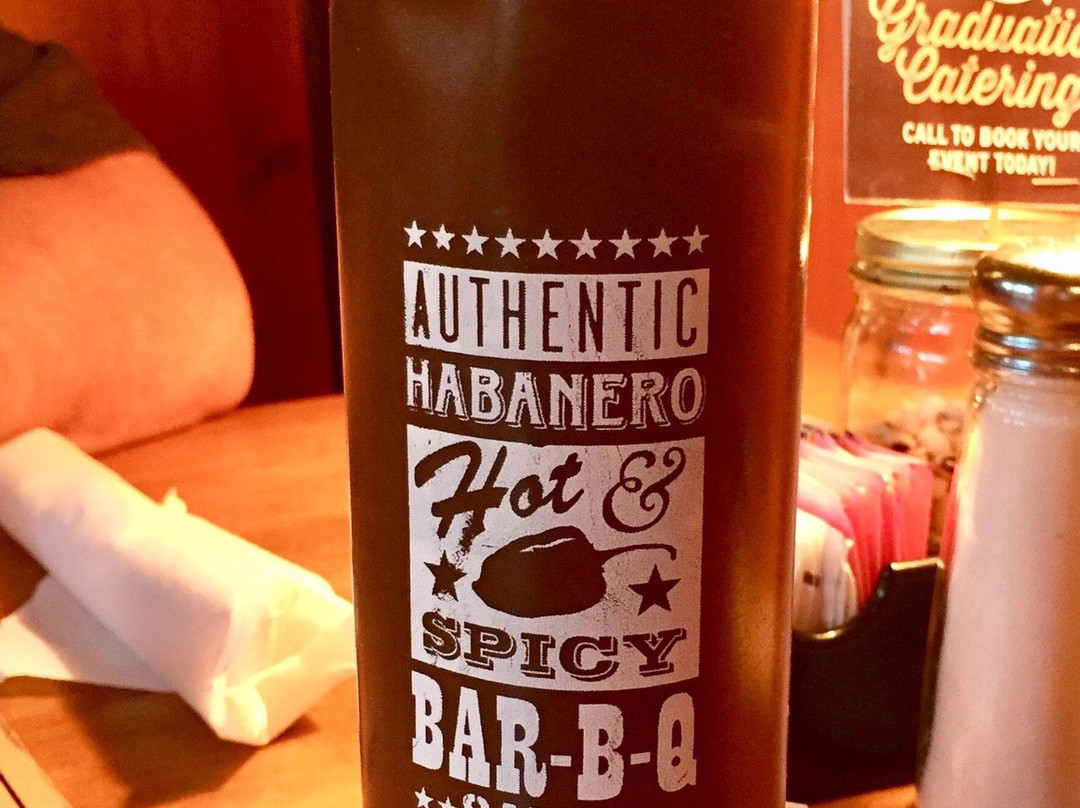 Graduatio
Catering
CALL TO BOOK YOUR
EVENT TODAY!
AUTHENTIC
HABANERO
Hot &
SPICY
BAR-B-Q